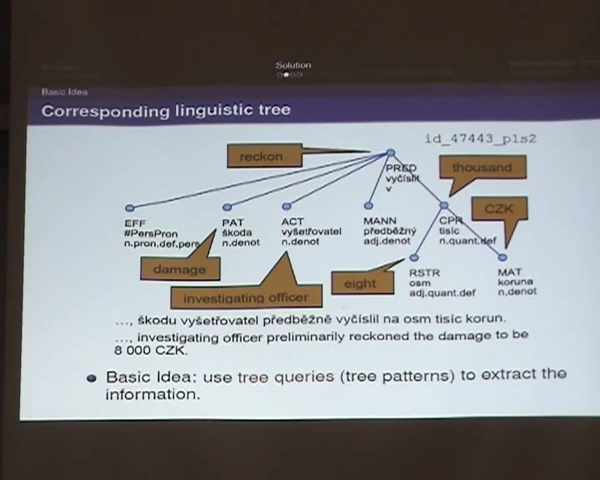 Solution
Basic Idea
Corresponding linguistic tree
id_47443_p1s2
reckon
PRED
vyčíslit
v
thousand
CZK
EFF
#PersPron
n.pron.def.pers
PAT
škoda
n.denot
ACT
vyšetřovatel
n.denot
MANN
předběžný
adj.denot
CPR
tisíc
n.quant.def
damage
investigating officer
eight
RSTR
osm
adj.quant.def
MAT
koruna
n.denot
..., škodu vyšetřovatel předběžně vyčíslil na osm tisíc korun.
..., investigating officer preliminarily reckoned the damage to be
8 000 CZK.
Basic Idea: use tree queries (tree patterns) to extract the
information.